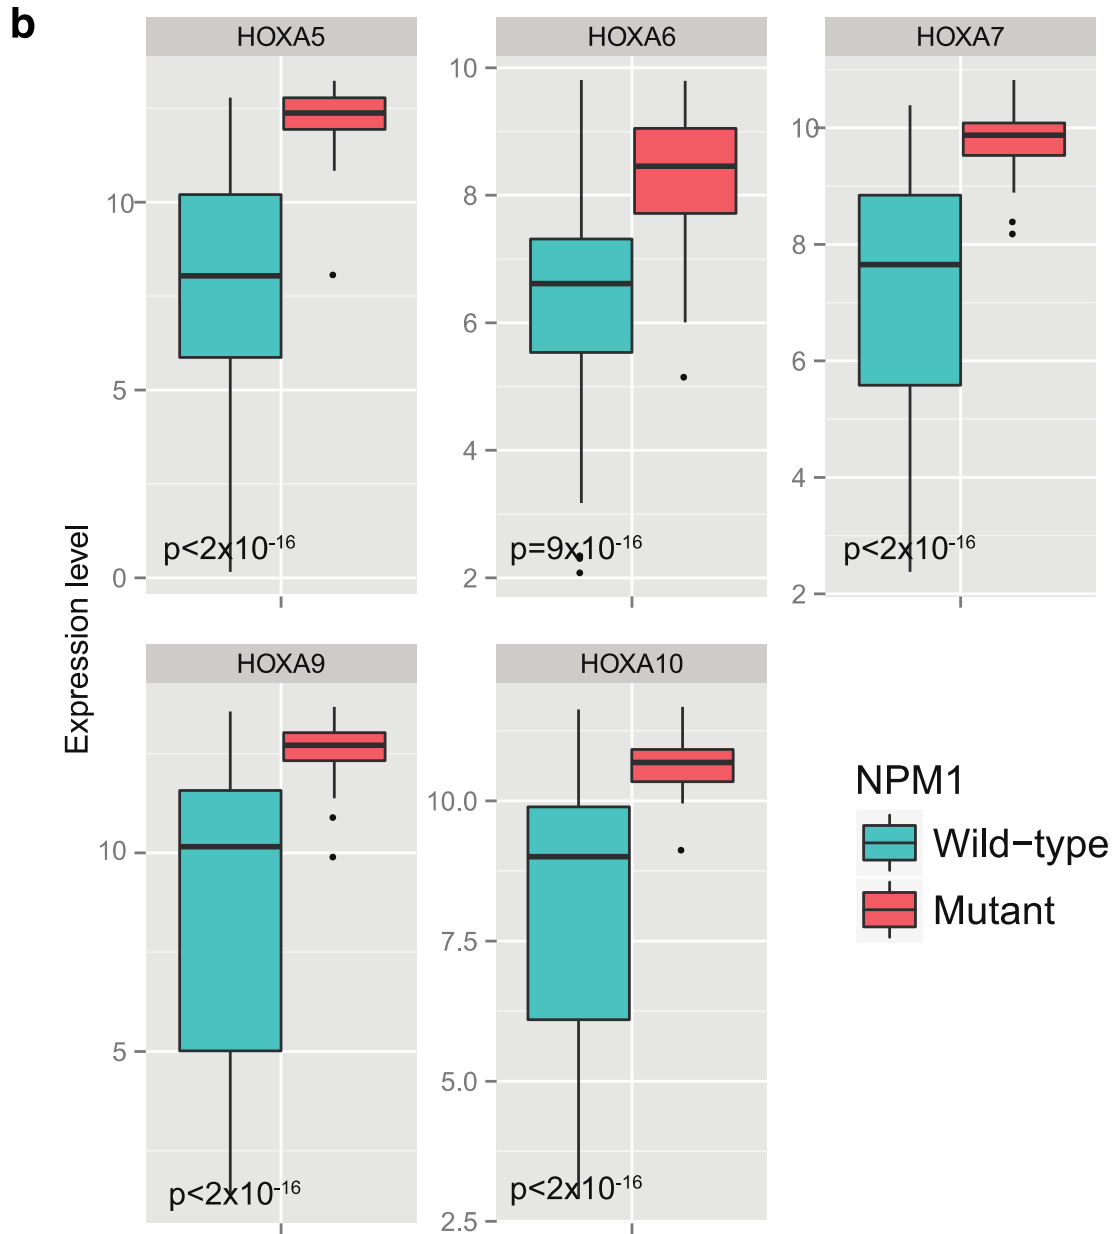 b
HOXA5
HOXA6
HOXA7
10
5
0
p<2x10⁻¹⁶
10
8
6
4
2
p=9x10⁻¹⁶
10
8
6
4
2
p<2x10⁻¹⁶
Expression level
HOXA9
HOXA10
10
5
p<2x10⁻¹⁶
10.0
7.5
5.0
2.5
p<2x10⁻¹⁶
NPM1
Wild-type
Mutant